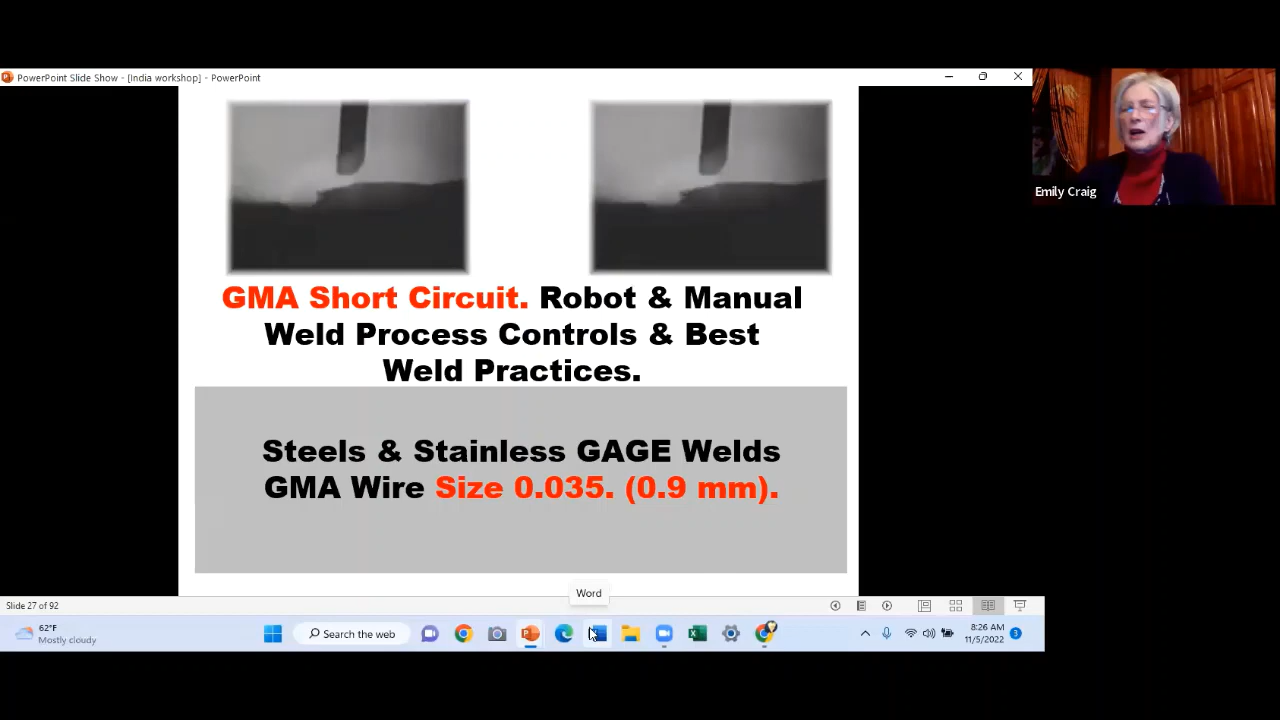 PowerPoint Slide Show - [India workshop] - PowerPoint
Emily Craig
GMA Short Circuit. Robot & Manual
Weld Process Controls & Best
Weld Practices.
Steels & Stainless GAGE Welds
GMA Wire Size 0.035. (0.9 mm).
Word
Slide 27 of 92
62°F
Mostly cloudy
Search the web
8:26 AM
11/5/2022
3